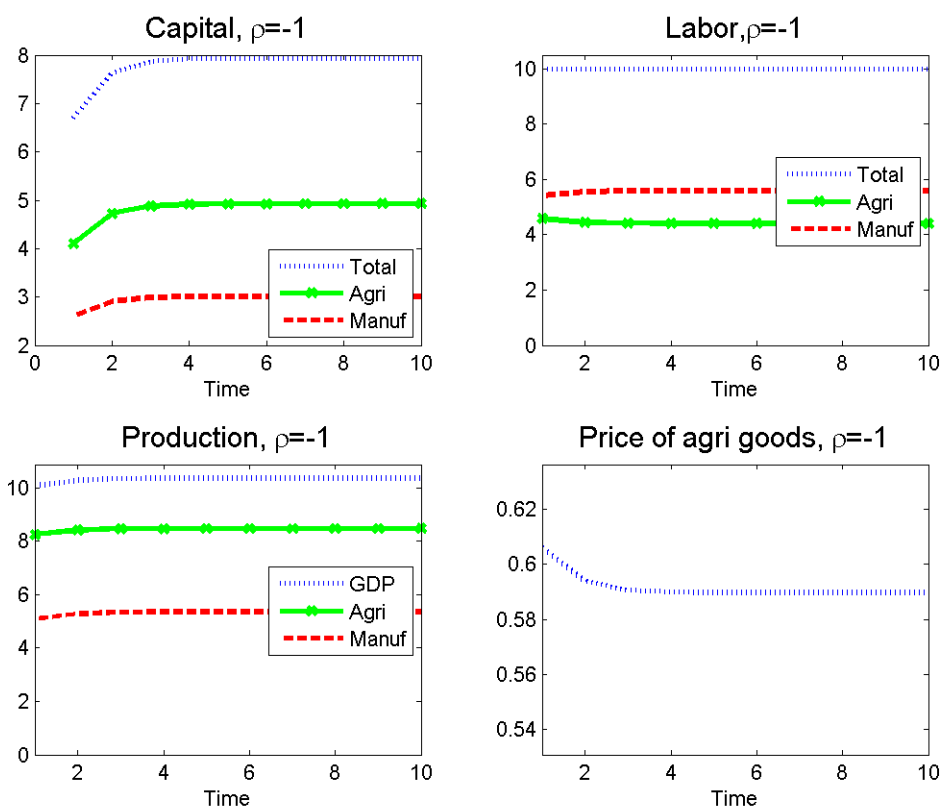 Capital, ρ=-1
8
7
6
5
4
3
2
0 2 4 6 8 10
Time
Total
Agri
Manuf
Labor,ρ=-1
10
8
6
4
2
0
2 4 6 8 10
Time
Total
Agri
Manuf
Production, ρ=-1
10
8
6
4
2
0
2 4 6 8 10
Time
GDP
Agri
Manuf
Price of agri goods, ρ=-1
0.62
0.6
0.58
0.56
0.54
2 4 6 8 10
Time